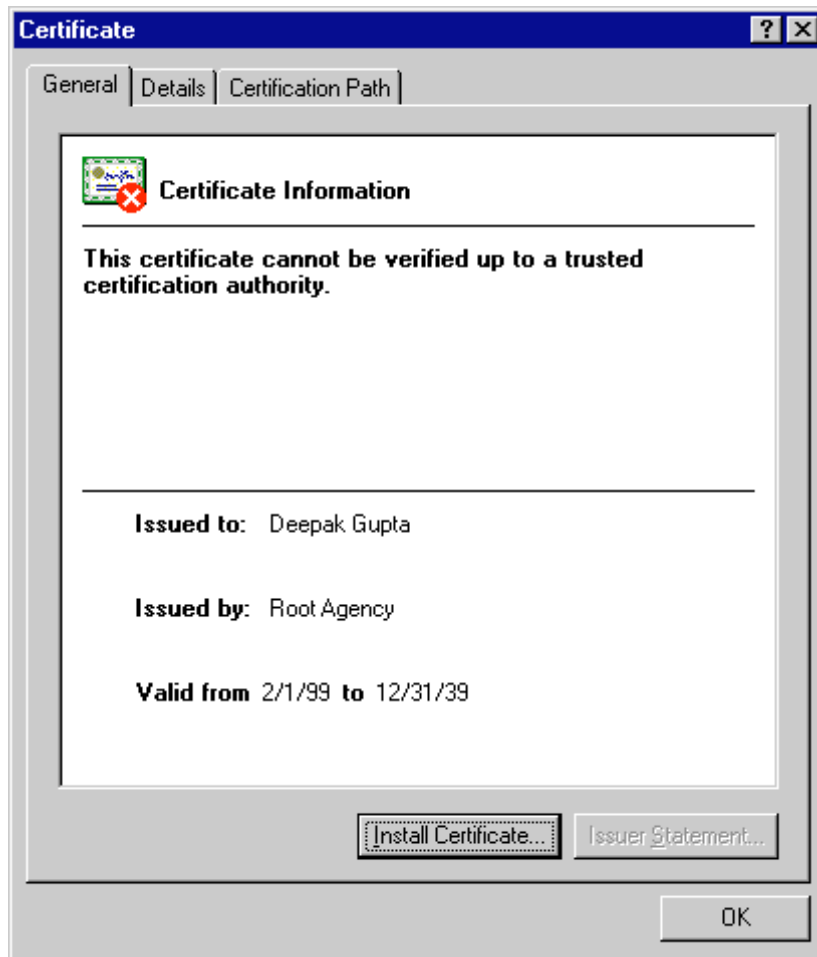 Certificate
General Details Certification Path
Certificate Information
This certificate cannot be verified up to a trusted
certification authority.
Issued to: Deepak Gupta
Issued by: Root Agency
Valid from 2/1/99 to 12/31/39
Install Certificate... Issuer Statement...
OK